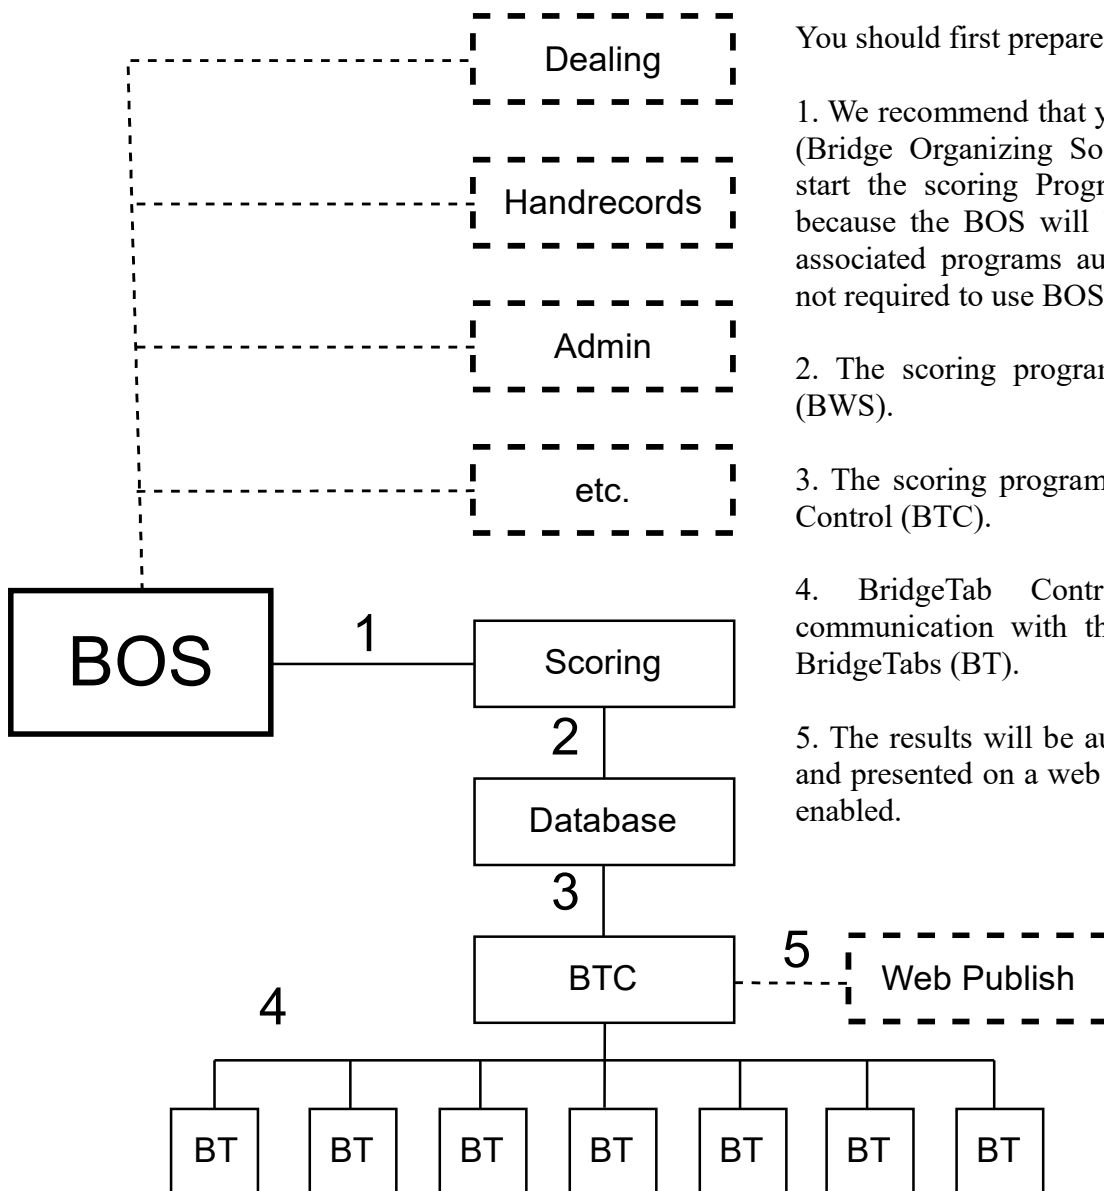 Dealing
Handrecords
Admin
etc.
BOS
1
Scoring
2
Database
3
BTC
5
Web Publish
4
BT BT BT BT BT BT BT
You should first prepare
1. We recommend that y
(Bridge Organizing So
start the scoring Progr
because the BOS will
associated programs au
not required to use BOS
2. The scoring program
(BWS).
3. The scoring program
Control (BTC).
4. BridgeTab Contr
communication with th
BridgeTabs (BT).
5. The results will be au
and presented on a web
enabled.